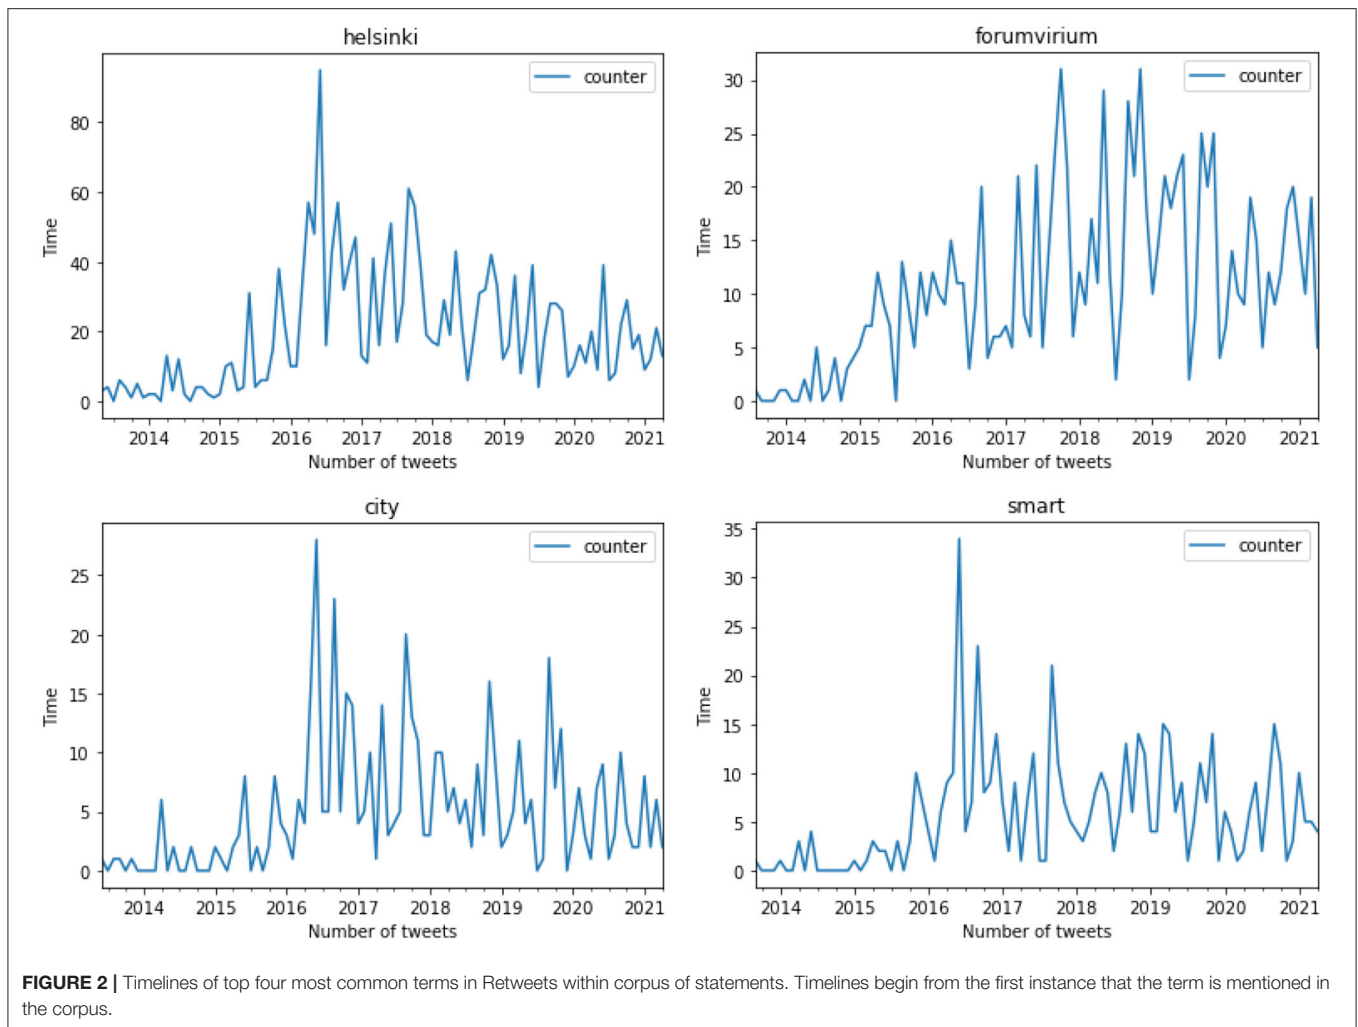 helsinki
counter
80
60
40
20
0
Time
2014 2015 2016 2017 2018 2019 2020 2021
Number of tweets
forumvirium
counter
30
25
20
15
10
5
0
Time
2014 2015 2016 2017 2018 2019 2020 2021
Number of tweets
city
counter
25
20
15
10
5
0
Time
2014 2015 2016 2017 2018 2019 2020 2021
Number of tweets
smart
counter
35
30
25
20
15
10
5
0
Time
2014 2015 2016 2017 2018 2019 2020 2021
Number of tweets
FIGURE 2 | Timelines of top four most common terms in Retweets within corpus of statements. Timelines begin from the first instance that the term is mentioned in
the corpus.